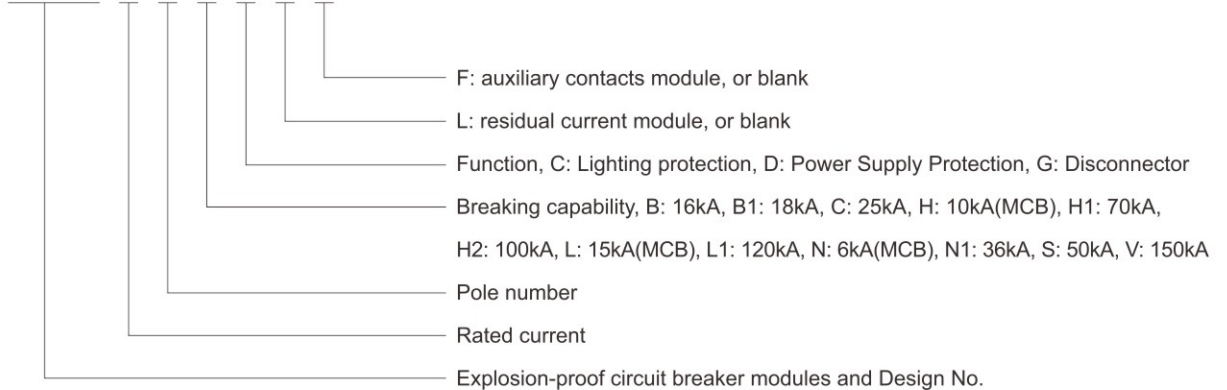 F: auxiliary contacts module, or blank
L: residual current module, or blank
Function, C: Lighting protection, D: Power Supply Protection, G: Disconnector
Breaking capability, B: 16kA, B1: 18kA, C: 25kA, H: 10kA(MCB), H1: 70kA,
H2: 100kA, L: 15kA(MCB), L1: 120kA, N: 6kA(MCB), N1: 36kA, S: 50kA, V: 150kA
Pole number
Rated current
Explosion-proof circuit breaker modules and Design No.